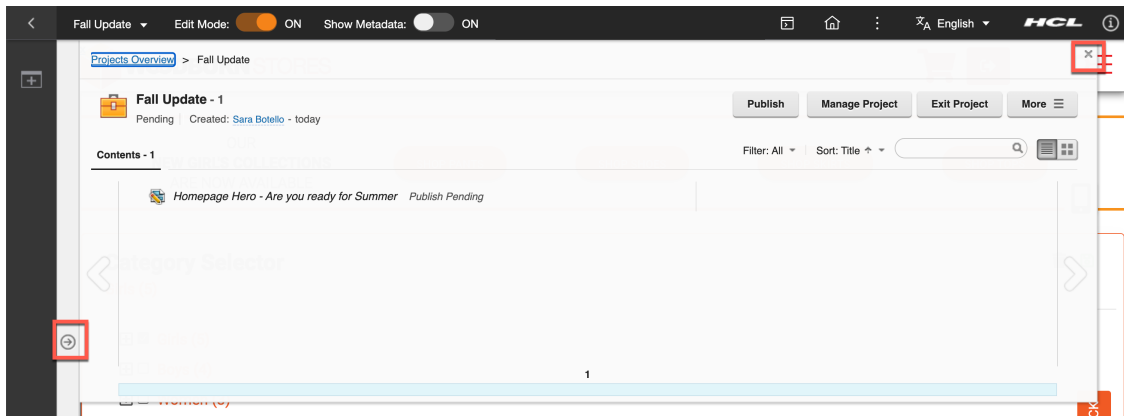 Fall Update Edit Mode: ON Show Metadata: ON English HCL
Projects Overview > Fall Update
Fall Update - 1
Pending Created: Sara Botello - today
Publish Manage Project Exit Project More
Contents - 1
Filter: All Sort: Title
Homepage Hero - Are you ready for Summer Publish Pending
Category Selector
1
Women (5)